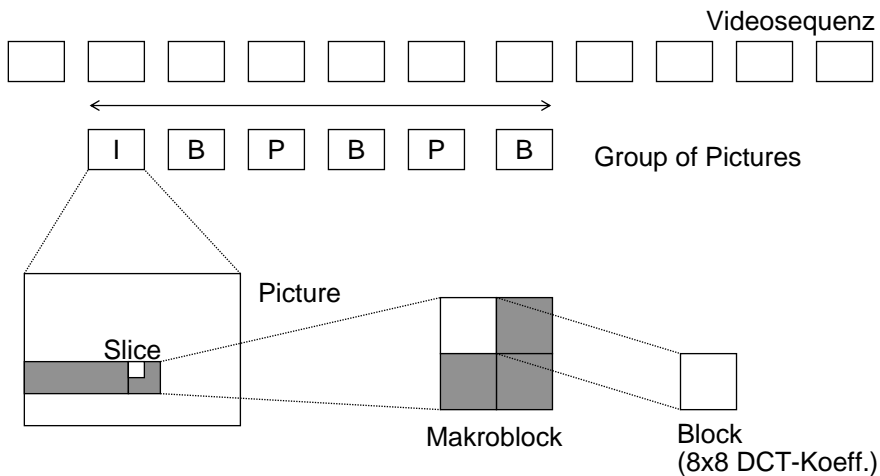 Videosequenz
I B P B P B
Group of Pictures
Picture
Slice
Makroblock
Block
(8x8 DCT-Koeff.)